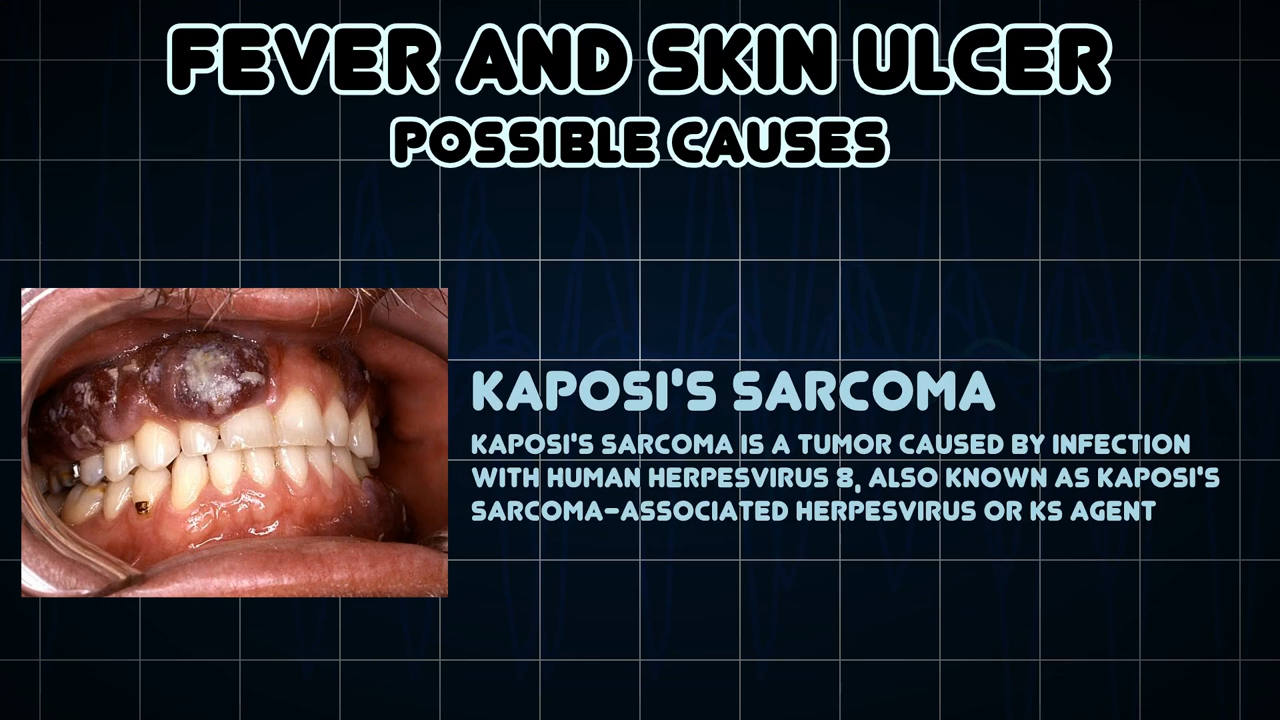 FEVER AND SKIN ULCER
POSSIBLE CAUSES
KAPOSI'S SARCOMA
KAPOSI'S SARCOMA IS A TUMOR CAUSED BY INFECTION
WITH HUMAN HERPESVIRUS 8, ALSO KNOWN AS KAPOSI'S
SARCOMA-ASSOCIATED HERPESVIRUS OR KS AGENT